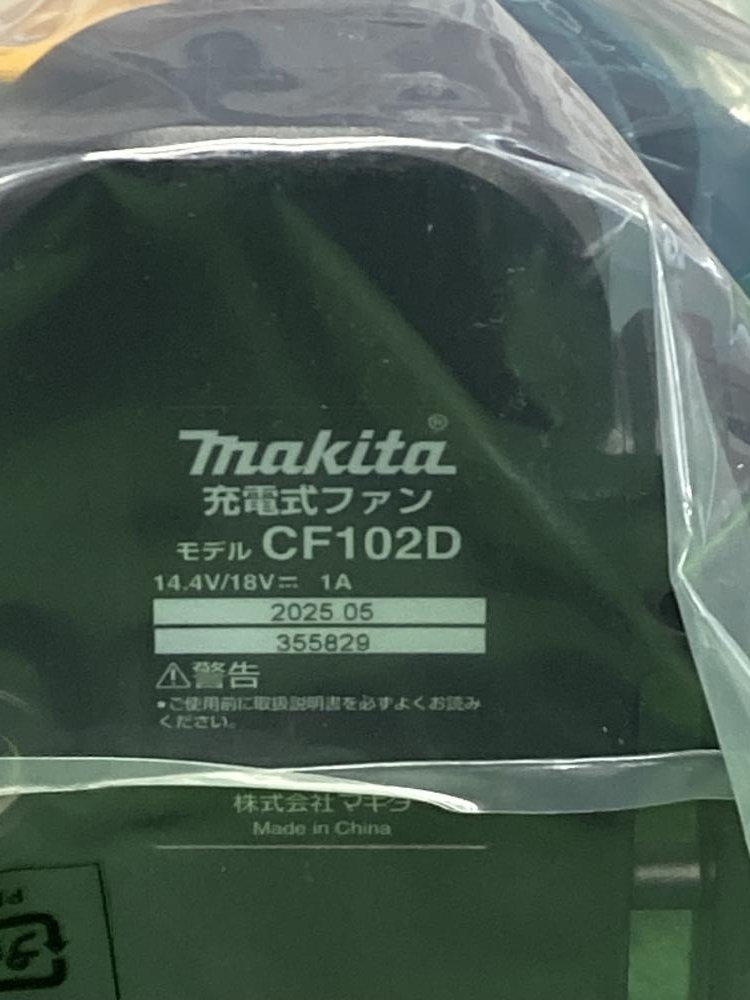 makita®
充電式ファン
モデル CF102D
14.4V/18V⎓ 1A
2025 05
355829
⚠警告
•ご使用前に取扱説明書を必ずよくお読み
ください。
株式会社 マキタ
Made in China